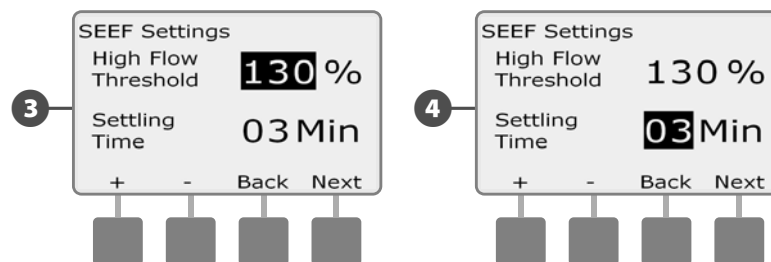 3
SEEF Settings
High Flow
Threshold
130 %
Settling
Time
03 Min
+ - Back Next
4
SEEF Settings
High Flow
Threshold
130 %
Settling
Time
03 Min
+ - Back Next